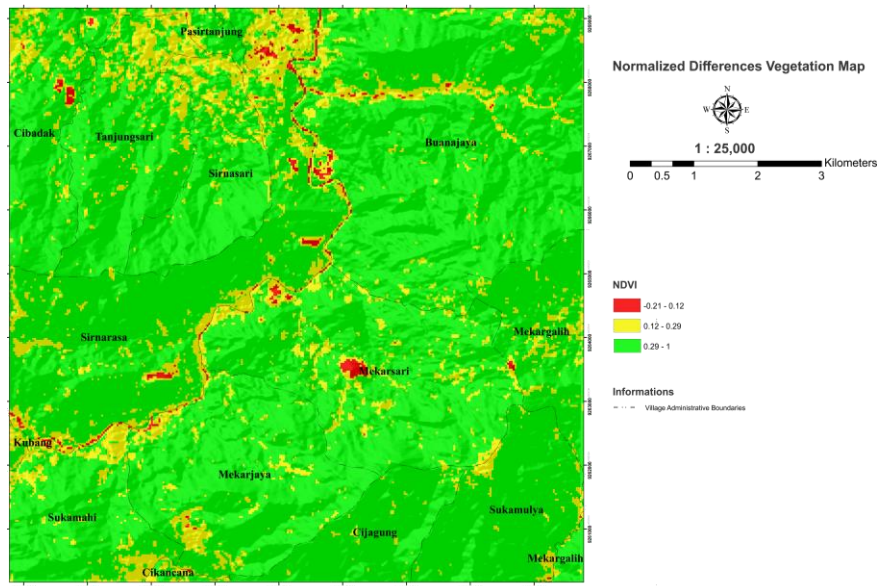 Pasirtanjung
Cibadak
Tanjungsari
Buanajaya
Sirnasari
Sirnarasa
Mekargalih
Mekarsari
Kubang
Mekarjaya
Sukamahi
Sukamulya
Cijagung
Mekargalih
Cikancana
Normalized Differences Vegetation Map
N
W E
S
1 : 25,000
Kilometers
0 0.5 1 2 3
NDVI
-0.21 - 0.12
0.12 - 0.29
0.29 - 1
Informations
Village Administrative Boundaries